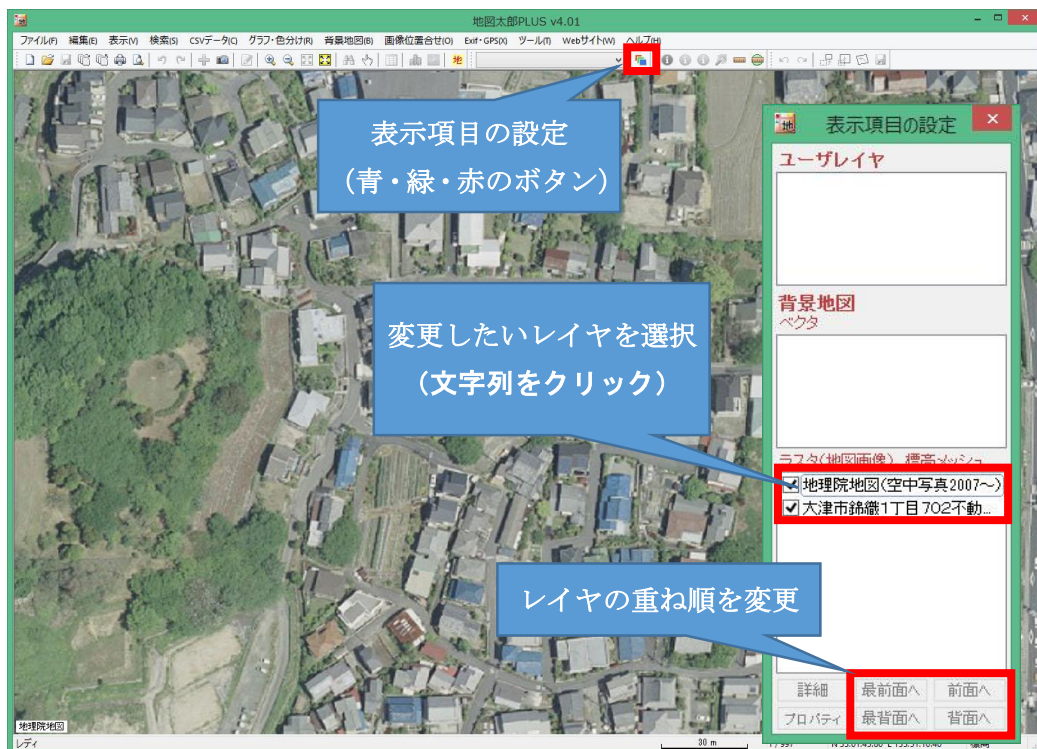 地図太郎PLUS v4.01
ファイル(F) 編集(E) 表示(V) 検索(S) CSVデータ(C) グラフ・色分け(R) 背景地図(B) 画像位置合せ(O) Exif・GPS(X) ツール(T) Webサイト(W) ヘルプ(H)
表示項目の設定
(青・緑・赤のボタン)
表示項目の設定
ユーザレイヤ
背景地図
ベクタ
変更したいレイヤを選択
(文字列をクリック)
ラスタ(地図画像) 標高メッシュ
地理院地図(空中写真2007~)
大津市錦織1丁目702不動...
レイヤの重ね順を変更
詳細 最前面へ 前面へ
プロパティ 最背面へ 背面へ
地理院地図
レディ
30 m